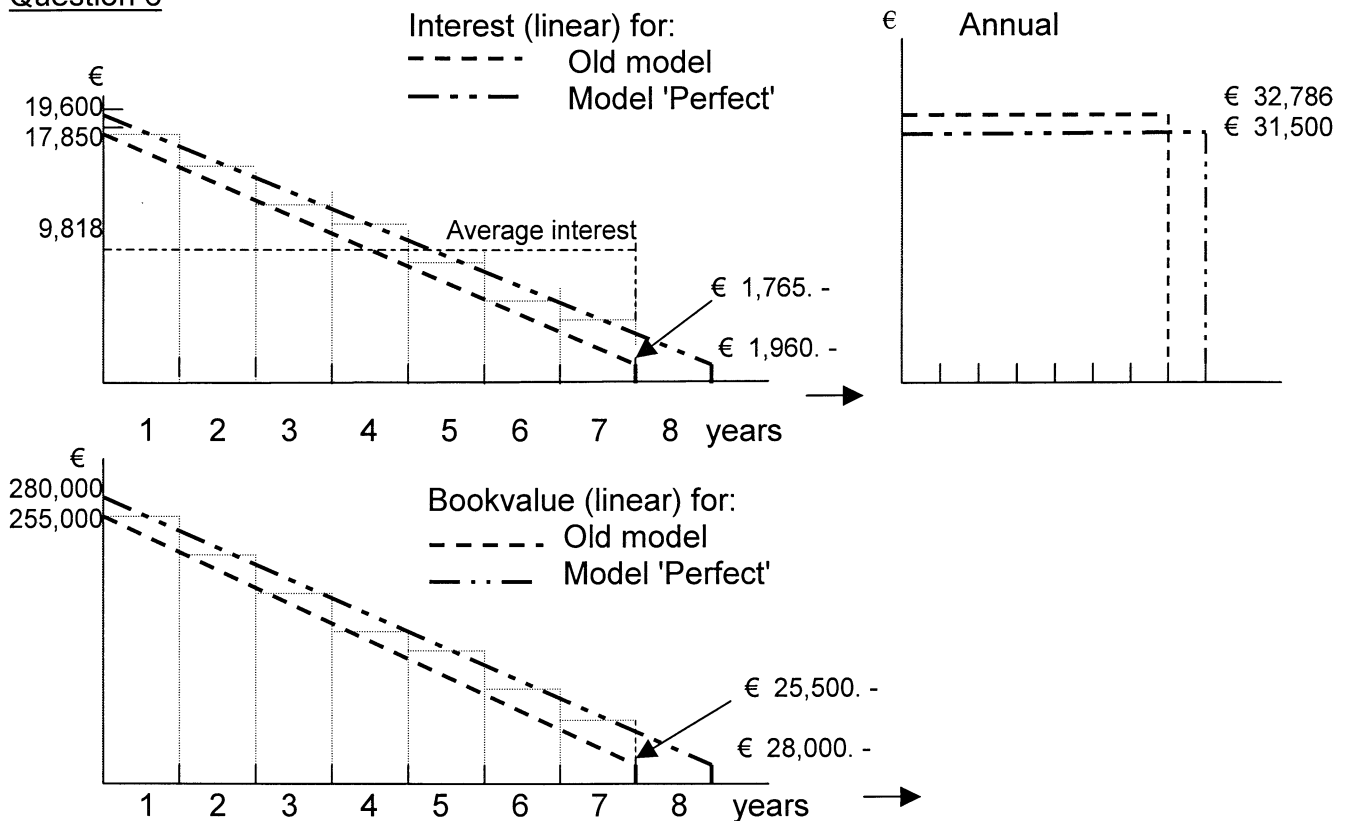 Question
Interest (linear) for:
Old model
Model 'Perfect'
€
19,600
17,850
9,818
Average interest
€ 1,765. -
€ 1,960. -
1 2 3 4 5 6 7 8 years
€ Annual
€ 32,786
€ 31,500
€
280,000
255,000
Bookvalue (linear) for:
Old model
Model 'Perfect'
€ 25,500. -
€ 28,000. -
1 2 3 4 5 6 7 8 years